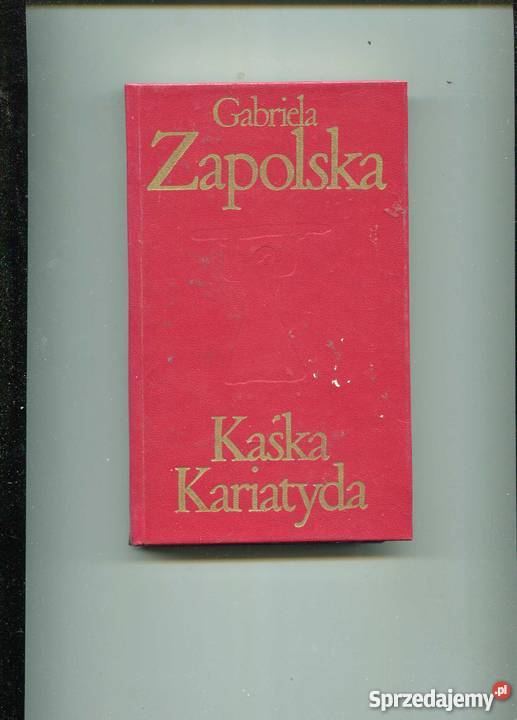 Gabriela
Zapolska
Kaśka
Kariatyda
Sprzedajemy.pl